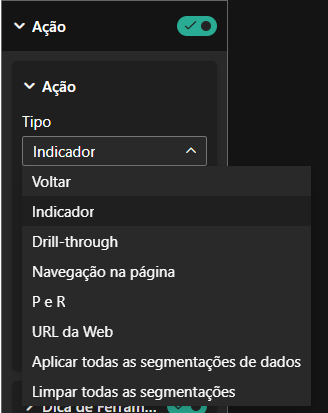 Ação
Ação
Tipo
Indicador
Voltar
Indicador
Drill-through
Navegação na página
P e R
URL da Web
Aplicar todas as segmentações de dados
Limpar todas as segmentações
Dica de Ferram...